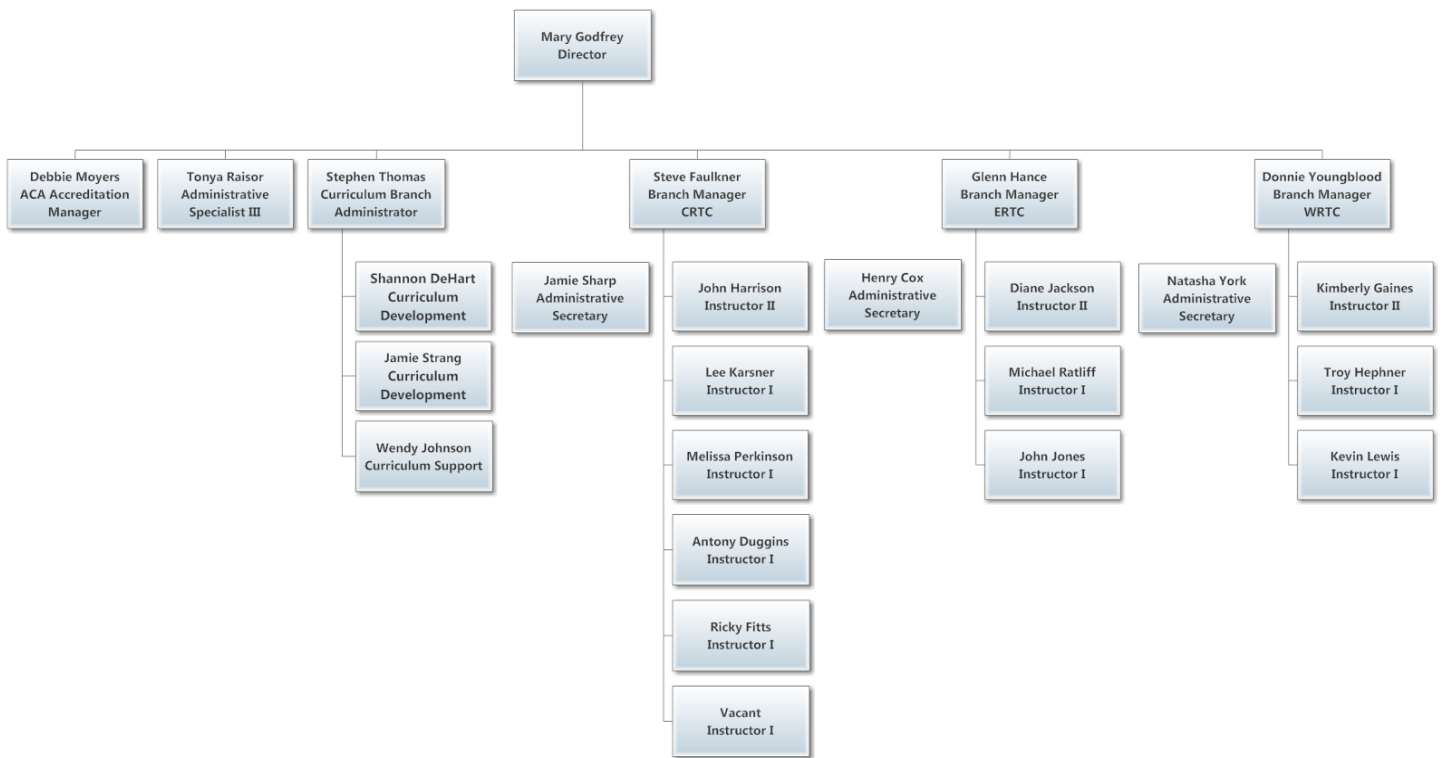 Mary Godfrey
Director
Debbie Moyers
ACA Accreditation
Manager
Tonya Raisor
Administrative
Specialist III
Stephen Thomas
Curriculum Branch
Administrator
Steve Faulkner
Branch Manager
CRTC
Glenn Hance
Branch Manager
ERTC
Donnie Youngblood
Branch Manager
WRTC
Shannon DeHart
Curriculum
Development
Jamie Strang
Curriculum
Development
Wendy Johnson
Curriculum Support
Jamie Sharp
Administrative
Secretary
John Harrison
Instructor II
Lee Karsner
Instructor I
Melissa Perkinson
Instructor I
Antony Duggins
Instructor I
Ricky Fitts
Instructor I
Vacant
Instructor I
Henry Cox
Administrative
Secretary
Diane Jackson
Instructor II
Michael Ratliff
Instructor I
John Jones
Instructor I
Natasha York
Administrative
Secretary
Kimberly Gaines
Instructor II
Troy Hephner
Instructor I
Kevin Lewis
Instructor I